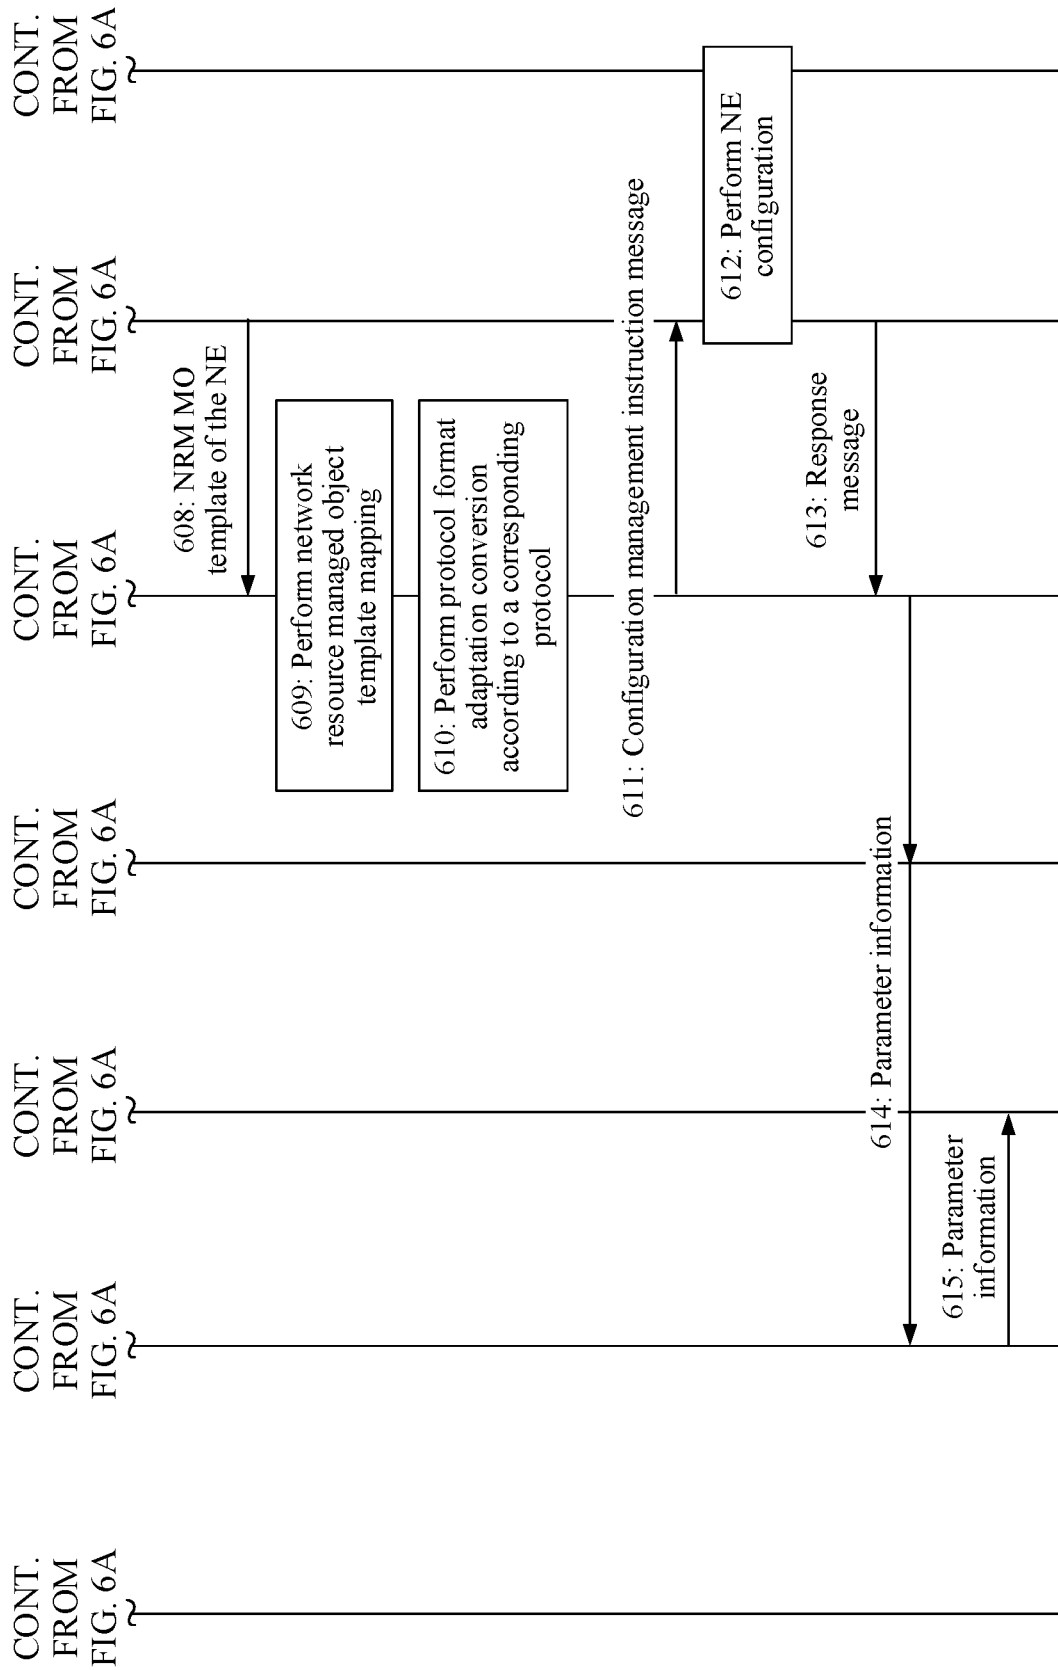 CONT.
FROM
FIG. 6A
CONT.
FROM
FIG. 6A
CONT.
FROM
FIG. 6A
CONT.
FROM
FIG. 6A
CONT.
FROM
FIG. 6A
CONT.
FROM
FIG. 6A
CONT.
FROM
FIG. 6A
608: NRM MO
template of the NE
609: Perform network
resource managed object
template mapping
610: Perform protocol format
adaptation conversion
according to a corresponding
protocol
611: Configuration management instruction message
612: Perform NE
configuration
613: Response
message
614: Parameter information
615: Parameter
information